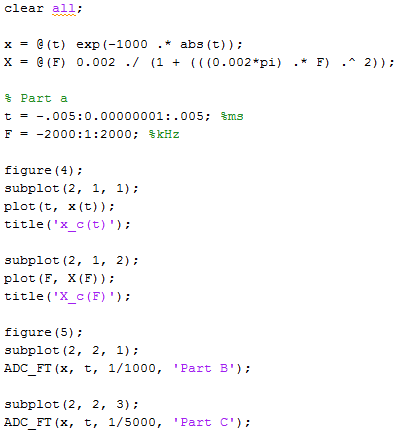 clear all;
x = @(t) exp(-1000 .* abs(t));
X = @(F) 0.002 ./ (1 + (((0.002*pi) .* F) .^ 2));
% Part a
t = -.005:0.00000001:.005; %ms
F = -2000:1:2000; %kHz
figure(4);
subplot(2, 1, 1);
plot(t, x(t));
title('x_c(t)');
subplot(2, 1, 2);
plot(F, X(F));
title('X_c(F)');
figure(5);
subplot(2, 2, 1);
ADC_FT(x, t, 1/1000, 'Part B');
subplot(2, 2, 3);
ADC_FT(x, t, 1/5000, 'Part C');